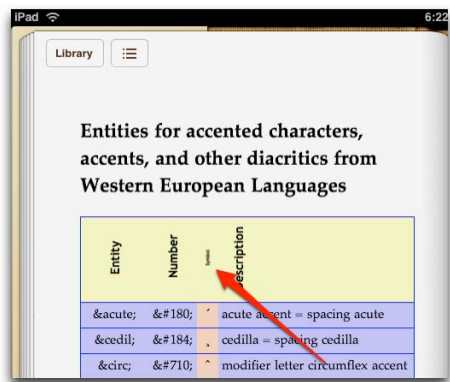 iPad 6:22
Library
Entities for accented characters,
accents, and other diacritics from
Western European Languages
Entity Number Symbol Description
&acute; &#180; ´ acute accent = spacing acute
&cedil; &#184; ¸ cedilla = spacing cedilla
&circ; &#710; ˆ modifier letter circumflex accent